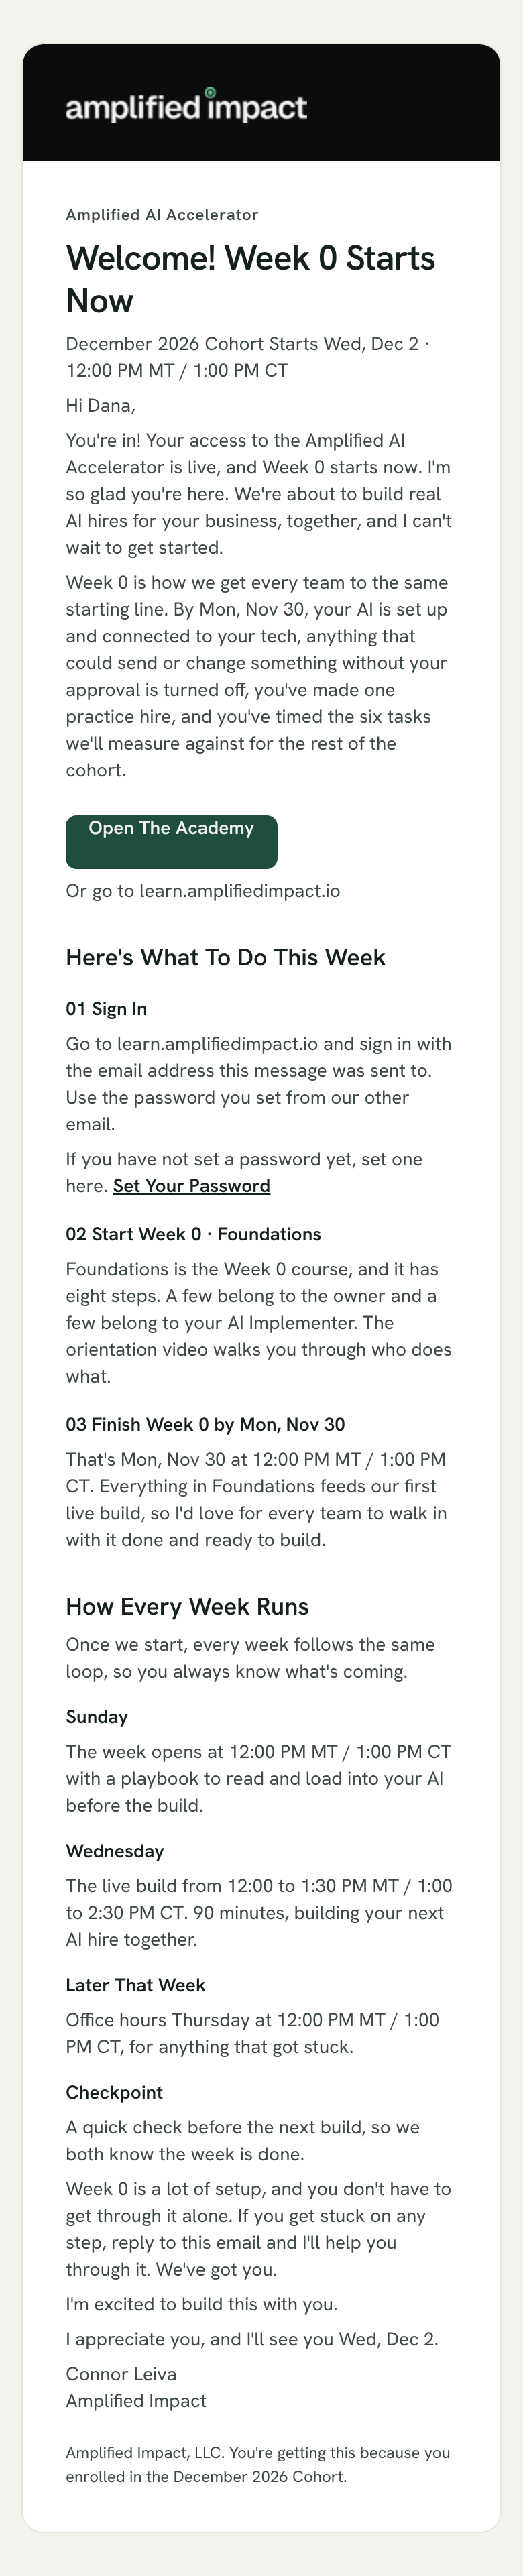 amplified impact
Amplified AI Accelerator
Welcome! Week 0 Starts
Now
December 2026 Cohort Starts Wed, Dec 2 ·
12:00 PM MT / 1:00 PM CT
Hi Dana,
You're in! Your access to the Amplified AI
Accelerator is live, and Week 0 starts now. I'm
so glad you're here. We're about to build real
AI hires for your business, together, and I can't
wait to get started.
Week 0 is how we get every team to the same
starting line. By Mon, Nov 30, your AI is set up
and connected to your tech, anything that
could send or change something without your
approval is turned off, you've made one
practice hire, and you've timed the six tasks
we'll measure against for the rest of the
cohort.
Open The Academy
Or go to learn.amplifiedimpact.io
Here's What To Do This Week
01 Sign In
Go to learn.amplifiedimpact.io and sign in with
the email address this message was sent to.
Use the password you set from our other
email.
If you have not set a password yet, set one
here. Set Your Password
02 Start Week 0 · Foundations
Foundations is the Week 0 course, and it has
eight steps. A few belong to the owner and a
few belong to your AI Implementer. The
orientation video walks you through who does
what.
03 Finish Week 0 by Mon, Nov 30
That's Mon, Nov 30 at 12:00 PM MT / 1:00 PM
CT. Everything in Foundations feeds our first
live build, so I'd love for every team to walk in
with it done and ready to build.
How Every Week Runs
Once we start, every week follows the same
loop, so you always know what's coming.
Sunday
The week opens at 12:00 PM MT / 1:00 PM CT
with a playbook to read and load into your AI
before the build.
Wednesday
The live build from 12:00 to 1:30 PM MT / 1:00
to 2:30 PM CT. 90 minutes, building your next
AI hire together.
Later That Week
Office hours Thursday at 12:00 PM MT / 1:00
PM CT, for anything that got stuck.
Checkpoint
A quick check before the next build, so we
both know the week is done.
Week 0 is a lot of setup, and you don't have to
get through it alone. If you get stuck on any
step, reply to this email and I'll help you
through it. We've got you.
I'm excited to build this with you.
I appreciate you, and I'll see you Wed, Dec 2.
Connor Leiva
Amplified Impact
Amplified Impact, LLC. You're getting this because you
enrolled in the December 2026 Cohort.